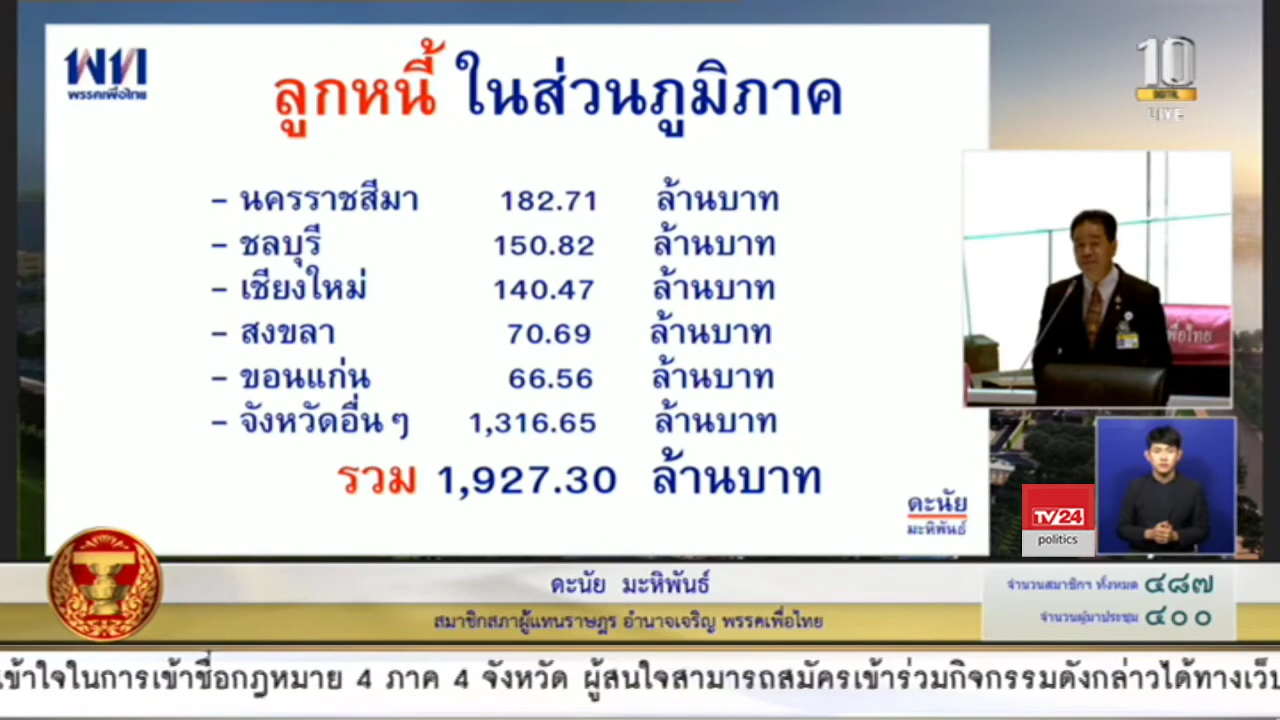 พท
พรรคเพื่อไทย
ลูกหนี้ ในส่วนภูมิภาค
- นครราชสีมา 182.71 ล้านบาท
- ชลบุรี 150.82 ล้านบาท
- เชียงใหม่ 140.47 ล้านบาท
- สงขลา 70.69 ล้านบาท
- ขอนแก่น 66.56 ล้านบาท
- จังหวัดอื่น ๆ 1,316.65 ล้านบาท
รวม 1,927.30 ล้านบาท
ดะนัย
มะหิพันธ์
10
DIGITAL
LIVE
เพื่อไทย
TV24
politics
ดะนัย มะหิพันธ์
สมาชิกสภาผู้แทนราษฎร อำนาจเจริญ พรรคเพื่อไทย
จำนวนสมาชิกฯ ทั้งหมด ๔๘๗
จำนวนผู้มาประชุม ๔๐๐
เข้าใจในการเข้าชื่อกฎหมาย 4 ภาค 4 จังหวัด ผู้สนใจสามารถสมัครเข้าร่วมกิจกรรมดังกล่าวได้ทางเว็บ